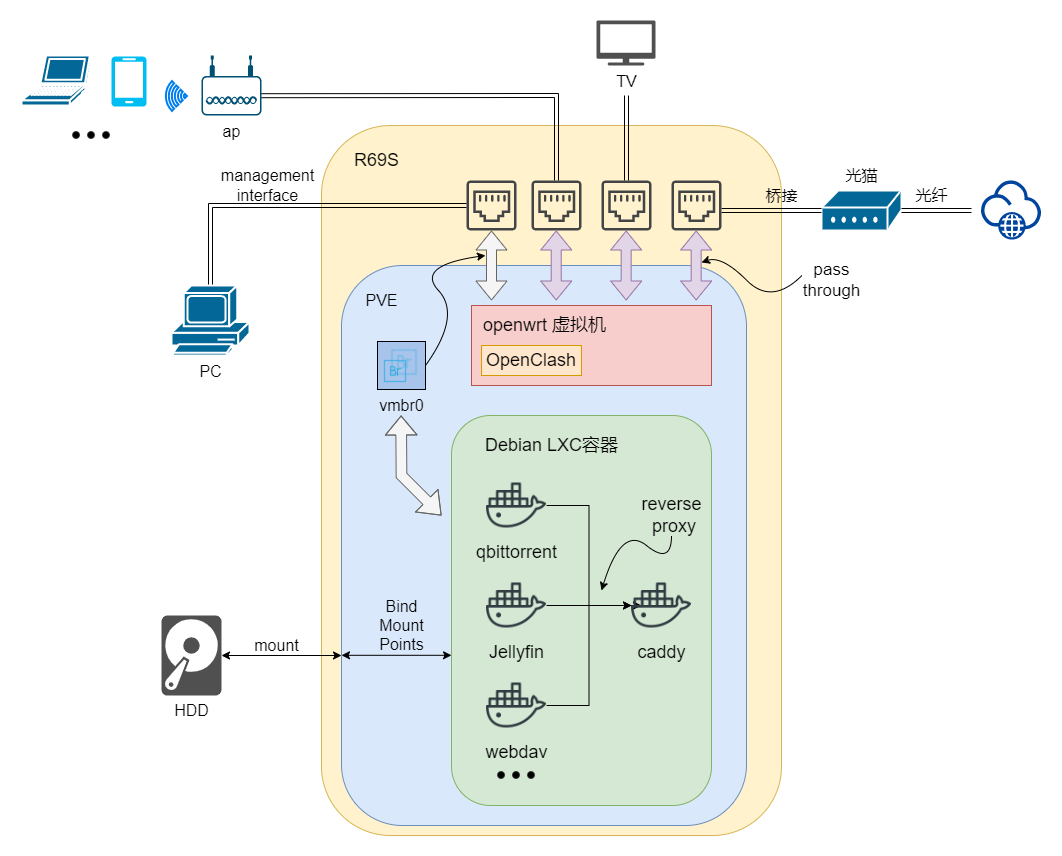 TV
ap
R69S
management
interface
桥接
光猫
光纤
pass
through
PVE
openwrt 虚拟机
OpenClash
PC
Br
vmbr0
Debian LXC容器
reverse
proxy
qbittorrent
Bind
Mount
Points
mount
Jellyfin
caddy
HDD
webdav